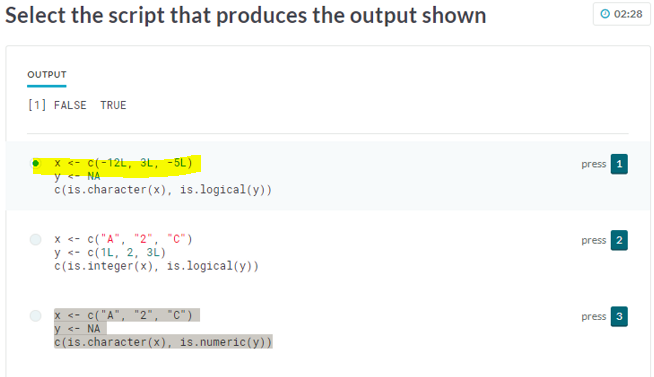 Select the script that produces the output shown
02:28
OUTPUT
[1] FALSE  TRUE
x <- c(-12L, 3L, -5L)
y <- NA
c(is.character(x), is.logical(y))
press 1
x <- c("A", "2", "C")
y <- c(1L, 2, 3L)
c(is.integer(x), is.logical(y))
press 2
x <- c("A", "2", "C")
y <- NA
c(is.character(x), is.numeric(y))
press 3